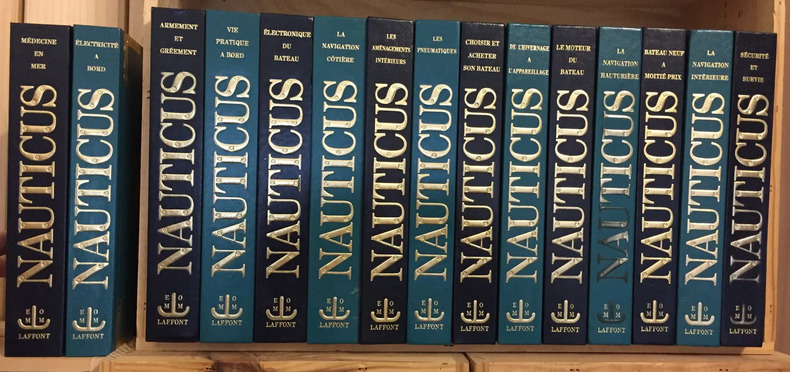 MÉDECINE
EN
MER
NAUTICUS
E O
M M
LAFFONT
ÉLECTRICITÉ
A
BORD
NAUTICUS
E O
M M
LAFFONT
ARMEMENT
ET
GRÉEMENT
NAUTICUS
E O
M M
LAFFONT
VIE
PRATIQUE
A BORD
NAUTICUS
E O
M M
LAFFONT
ÉLECTRONIQUE
DU
BATEAU
NAUTICUS
E O
M M
LAFFONT
LA
NAVIGATION
CÔTIÈRE
NAUTICUS
E O
M M
LAFFONT
LES
AMÉNAGEMENTS
INTÉRIEURS
NAUTICUS
E O
M M
LAFFONT
LES
PNEUMATIQUES
NAUTICUS
E O
M M
LAFFONT
CHOISIR ET
ACHETER
SON BATEAU
NAUTICUS
E O
M M
LAFFONT
DE L'HIVERNAGE
A
L'APPAREILLAGE
NAUTICUS
E O
M M
LAFFONT
LE MOTEUR
DU
BATEAU
NAUTICUS
E O
M M
LAFFONT
LA
NAVIGATION
HAUTURIÈRE
NAUTICUS
E O
M M
LAFFONT
BATEAU NEUF
A
MOITIÉ PRIX
NAUTICUS
E O
M M
LAFFONT
LA
NAVIGATION
INTÉRIEURE
NAUTICUS
E O
M M
LAFFONT
SÉCURITÉ
ET
SURVIE
NAUTICUS
E O
M M
LAFFONT